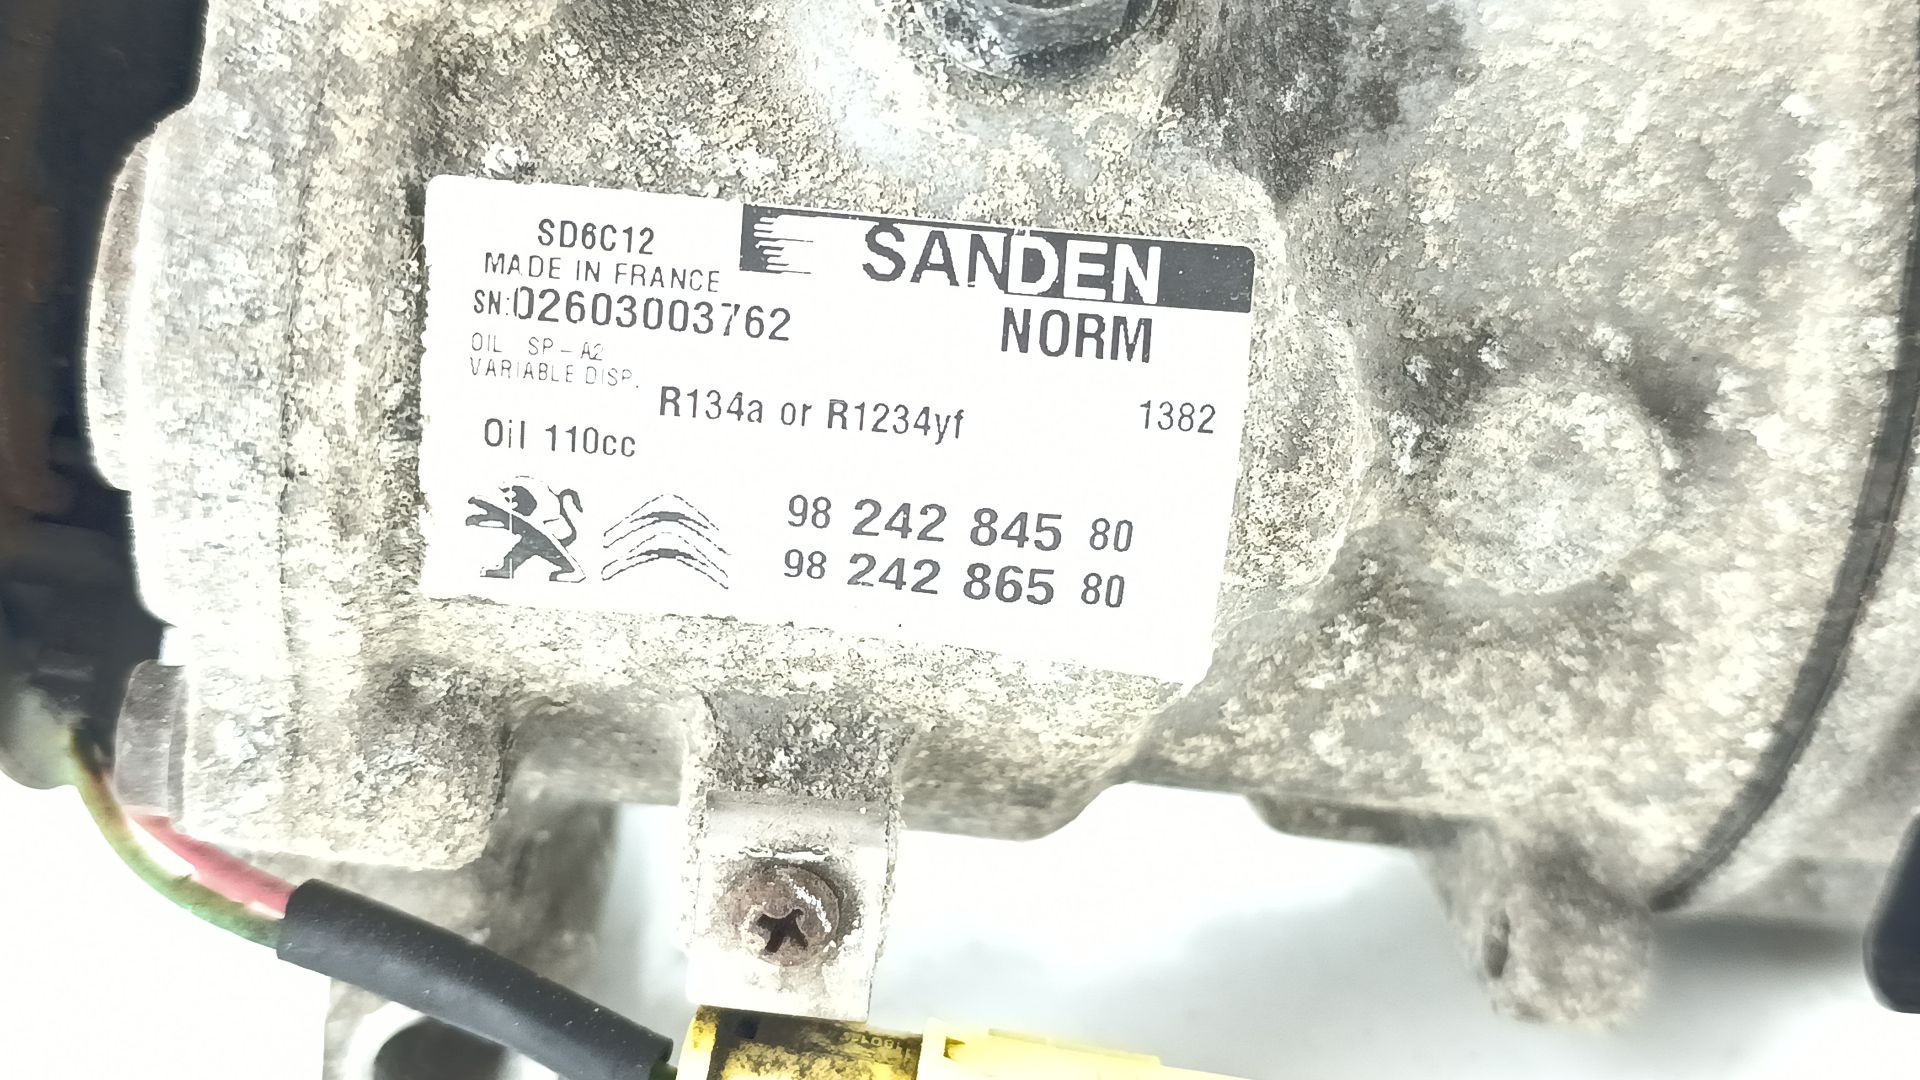 SD6C12
MADE IN FRANCE
SANDEN
SN:02603003762
NORM
OIL SP-A2
VARIABLE DISP.
R134a or R1234yf
1382
Oil 110cc
98 242 845 80
98 242 865 80